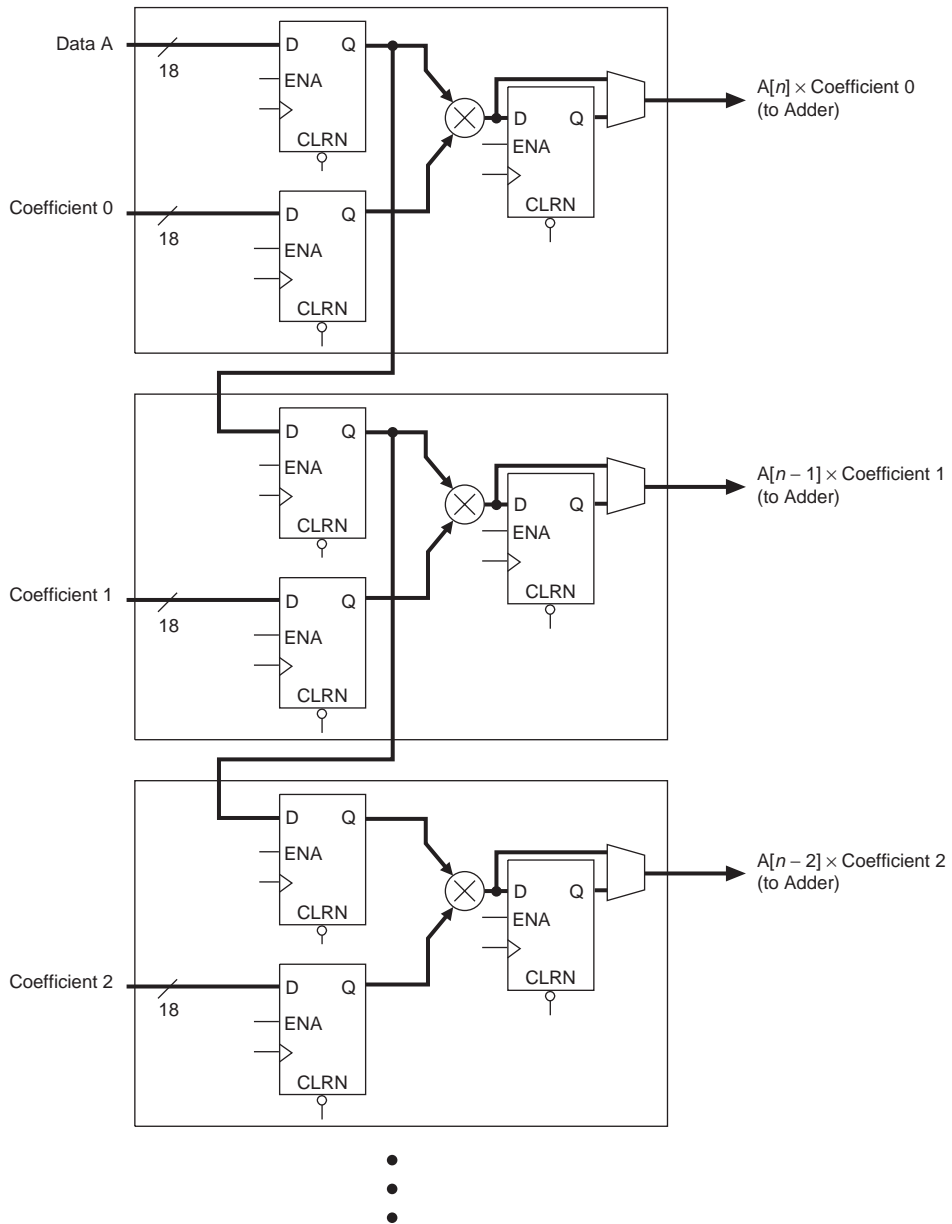 Data A
18
D Q
ENA
CLRN
A[n] × Coefficient 0
(to Adder)
D Q
ENA
CLRN
Coefficient 0
18
D Q
ENA
CLRN
D Q
ENA
CLRN
A[n – 1] × Coefficient 1
(to Adder)
D Q
ENA
CLRN
Coefficient 1
18
D Q
ENA
CLRN
D Q
ENA
CLRN
A[n – 2] × Coefficient 2
(to Adder)
D Q
ENA
CLRN
Coefficient 2
18
D Q
ENA
CLRN